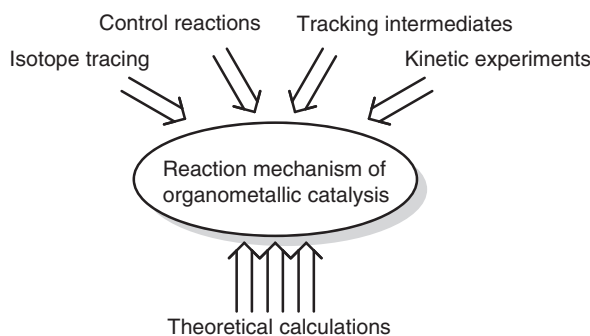 Control reactions
Tracking intermediates
Isotope tracing
Kinetic experiments
Reaction mechanism of
organometallic catalysis
Theoretical calculations